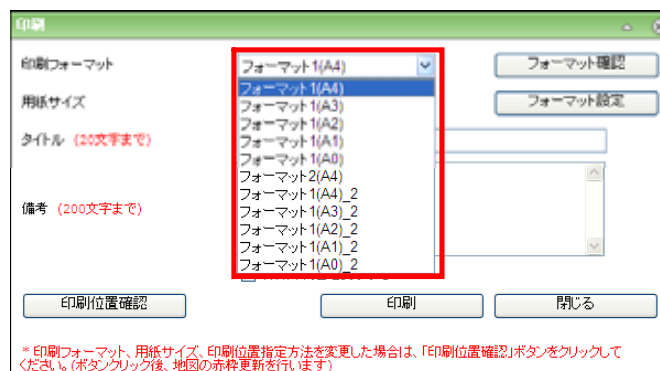 印刷
印刷フォーマット
フォーマット1(A4)
フォーマット確認
用紙サイズ
フォーマット設定
タイトル (20文字まで)
備考 (200文字まで)
フォーマット1(A4)
フォーマット1(A3)
フォーマット1(A2)
フォーマット1(A1)
フォーマット1(A0)
フォーマット2(A4)
フォーマット1(A4)_2
フォーマット1(A3)_2
フォーマット1(A2)_2
フォーマット1(A1)_2
フォーマット1(A0)_2
印刷位置確認
印刷
閉じる
* 印刷フォーマット、用紙サイズ、印刷位置指定方法を変更した場合は、「印刷位置確認」ボタンをクリックして
ください。(ボタンクリック後、地図の赤枠更新を行います)